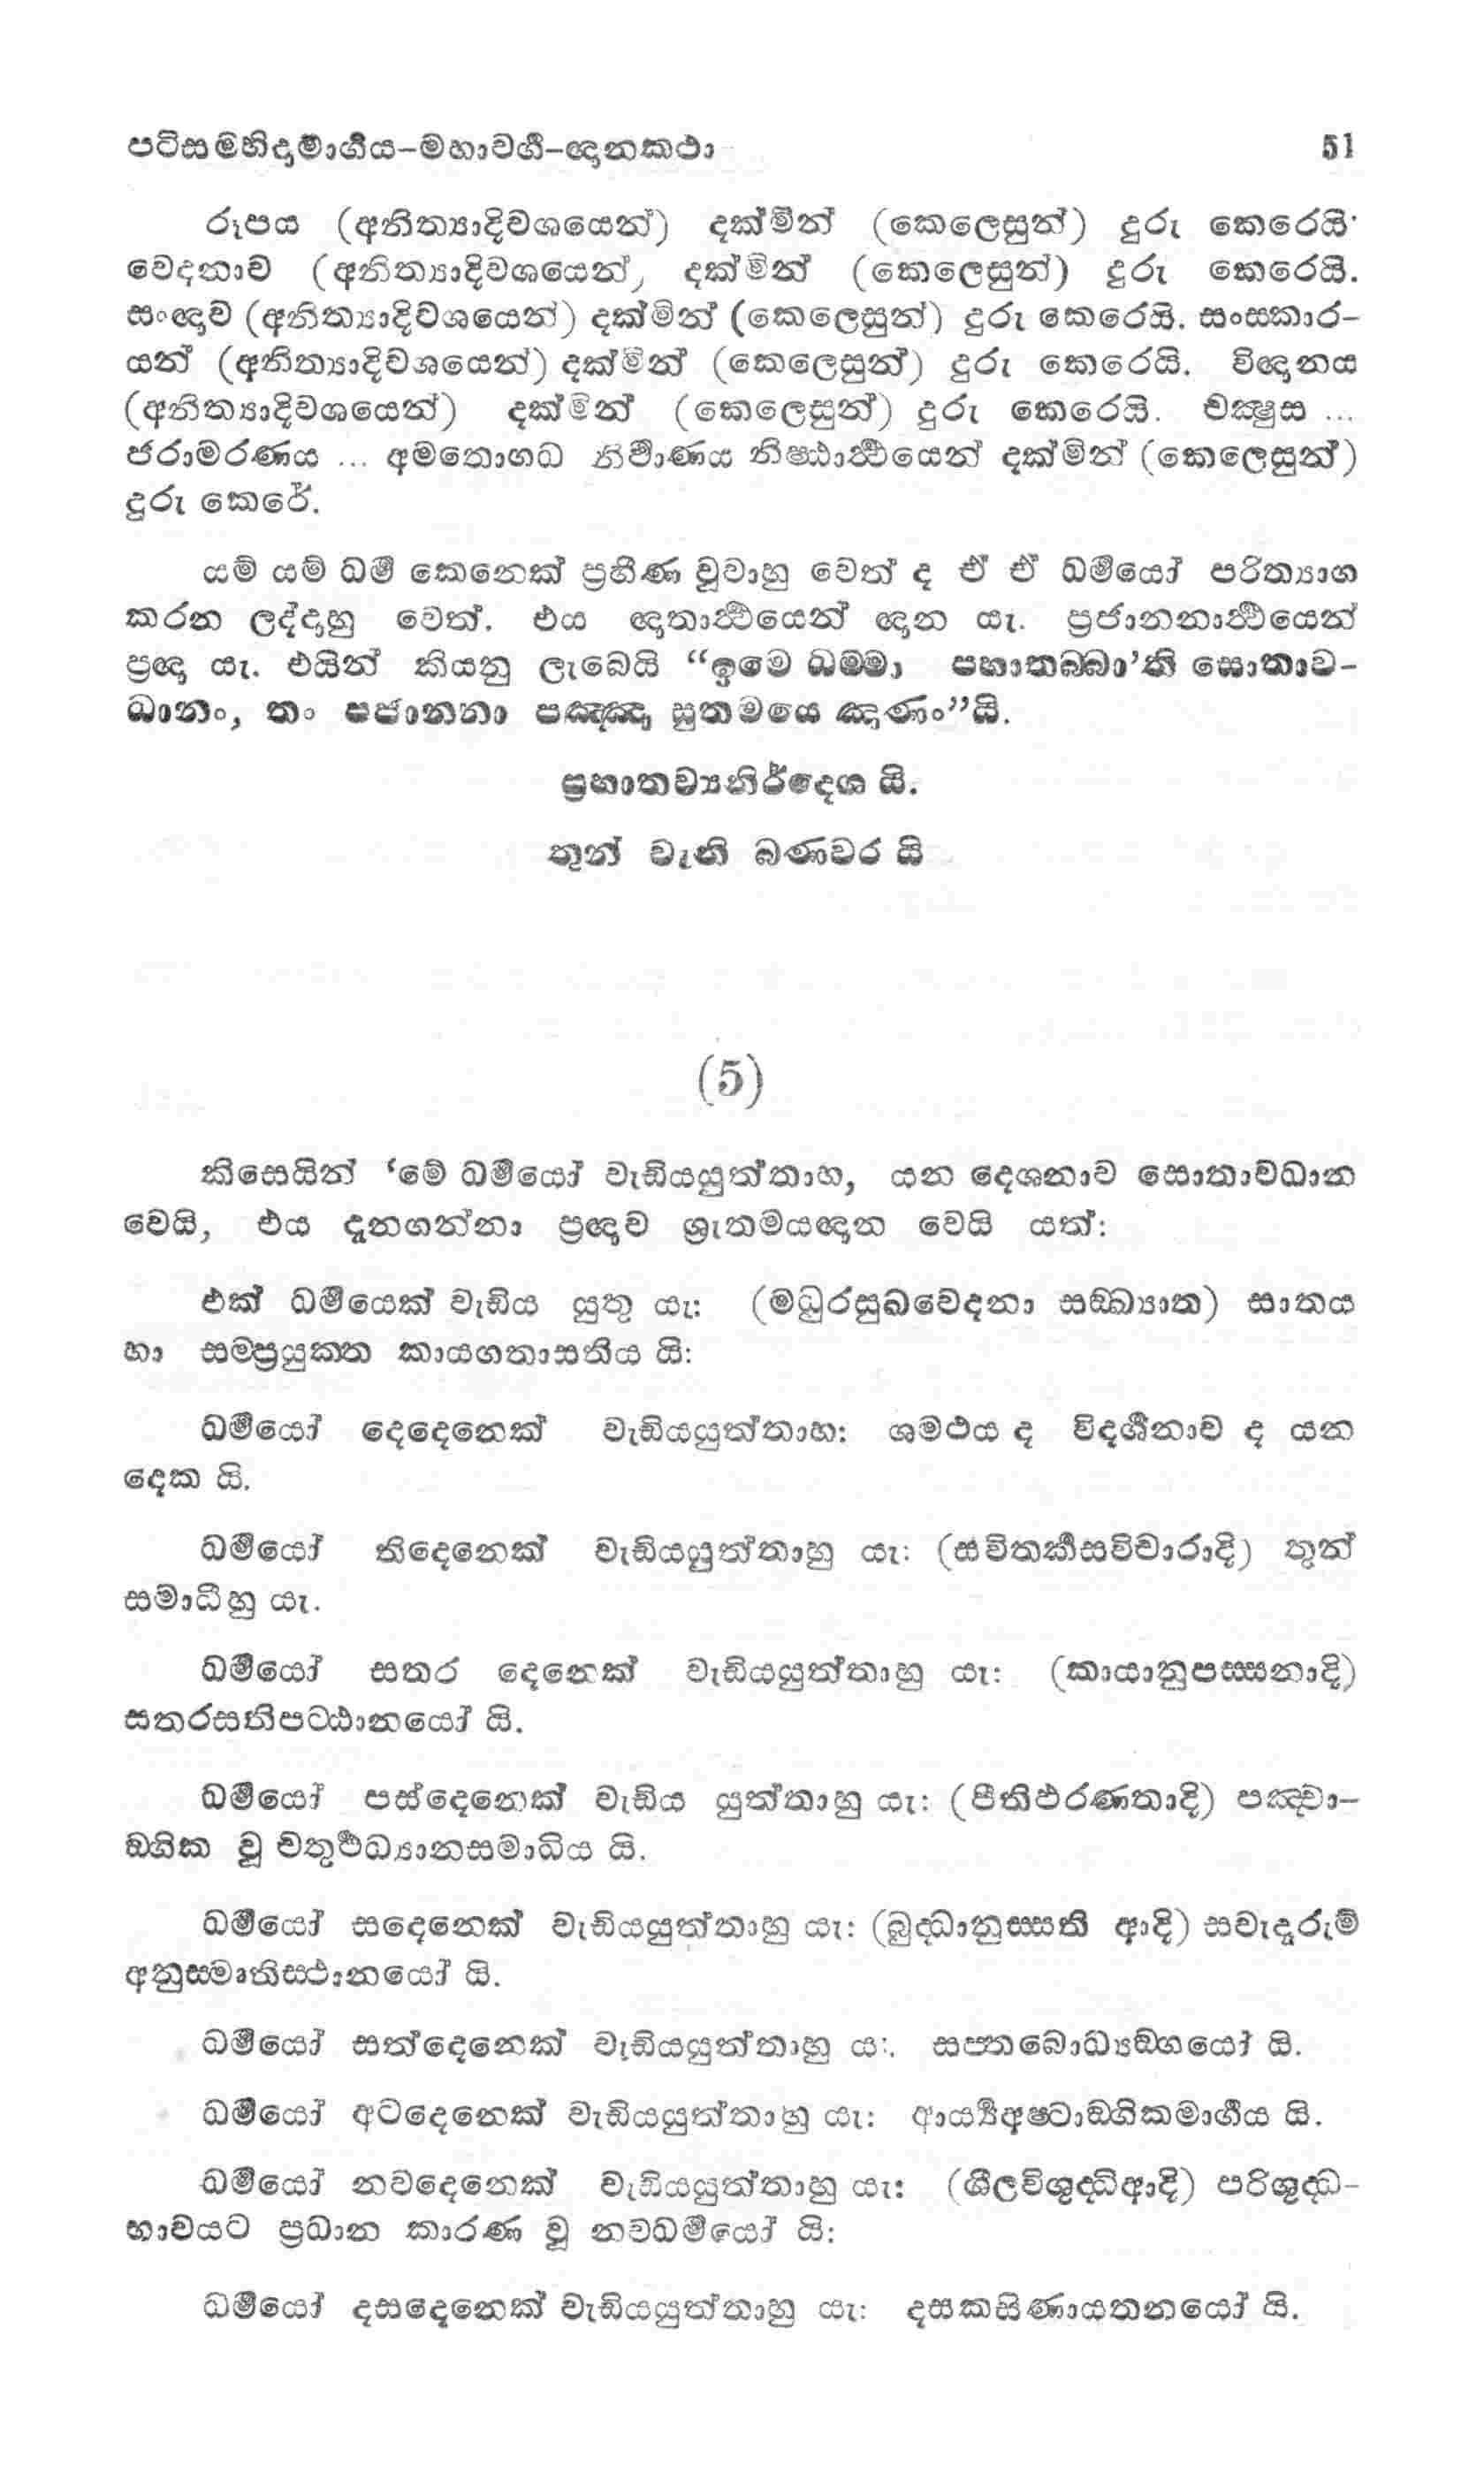 පටිසම්භිදාමාර්ගය–මහාවර්ග–ඥානකථා 51
රූපය (අනිත්‍යාදිවශයෙන්) දක්මින් (කෙලෙසුන්) දුරු කෙරෙයි.
වේදනාව (අනිත්‍යාදිවශයෙන්, දක්මින් (කෙලෙසුන්) දුරු කෙරෙයි.
සංඥාව (අනිත්‍යාදිවශයෙන්) දක්මින් (කෙලෙසුන්) දුරු කෙරෙයි. සංස්කාර–
යන් (අනිත්‍යාදිවශයෙන්) දක්මින් (කෙලෙසුන්) දුරු කෙරෙයි. විඥානය
(අනිත්‍යාදිවශයෙන්) දක්මින් (කෙලෙසුන්) දුරු කෙරෙයි. චක්‍ෂුස ...
ජරාමරණය ... අමතොගධ නිර්වාණය නිෂ්ඨාර්ථයෙන් දක්මින් (කෙලෙසුන්)
දුරු කෙරේ.
යම් යම් ධර්ම කෙනෙක් ප්‍රහීණ වූවාහු වෙත් ද ඒ ඒ ධර්මයෝ පරිත්‍යාග
කරන ලද්දාහු වෙත්. එය ඥාතාර්ථයෙන් ඥාන යැ. ප්‍රජානනාර්ථයෙන්
ප්‍රඥා යැ. එයින් කියනු ලැබෙයි “ඉමෙ ධම්මා පහාතබ්බා’ති සොතාව–
ධානං, තං පජානනා පඤ්ඤා සුතමයෙ ඤාණං”යි.
ප්‍රහාතව්‍යනිර්දේශ යි.
තුන් වැනි බණවර යි
(5)
කිසෙයින් ‘මේ ධර්මයෝ වැඩියයුත්තාහ, යන දේශනාව සොතාවධාන
වෙයි, එය දැනගන්නා ප්‍රඥාව ශ්‍රැතමයඥාන වෙයි යත්:
එක් ධර්මයෙක් වැඩිය යුතු යැ: (මධුරසුඛවේදනා සඞ්ඛ්‍යාත) සාතය
හා සම්ප්‍රයුක්ත කායගතාසතිය යි:
ධර්මයෝ දෙදෙනෙක් වැඩියයුත්තාහ: ශමථය ද විදර්ශනාව ද යන
දෙක යි.
ධර්මයෝ තිදෙනෙක් වැඩියයුත්තාහු යැ: (සවිතර්කසවිචාරාදි) තුන්
සමාධීහු යැ.
ධර්මයෝ සතර දෙනෙක් වැඩියයුත්තාහු යැ: (කායානුපස්සනාදි)
සතරසතිපට්ඨානයෝ යි.
ධර්මයෝ පස්දෙනෙක් වැඩිය යුත්තාහු යැ: (පීතිඵරණතාදි) පඤ්චා–
ඞ්ගික වූ චතුර්ථධ්‍යානසමාධිය යි.
ධර්මයෝ සදෙනෙක් වැඩියයුත්තාහු යැ: (බුද්ධානුස්සති ආදි) සවැදෑරුම්
අනුස්මෘතිස්ථානයෝ යි.
ධර්මයෝ සත්දෙනෙක් වැඩියයුත්තාහු යැ: සප්තබොධ්‍යඞ්ගයෝ යි.
ධර්මයෝ අටදෙනෙක් වැඩියයුත්තාහු යැ: ආර්‍ය්‍යඅෂ්ටාඞ්ගිකමාර්ගය යි.
ධර්මයෝ නවදෙනෙක් වැඩියයුත්තාහු යැ: (ශීලවිශුද්ධිආදි) පරිශුද්ධ–
භාවයට ප්‍රධාන කාරණ වූ නවධර්මයෝ යි:
ධර්මයෝ දසදෙනෙක් වැඩියයුත්තාහු යැ: දසකසිණායතනයෝ යි.